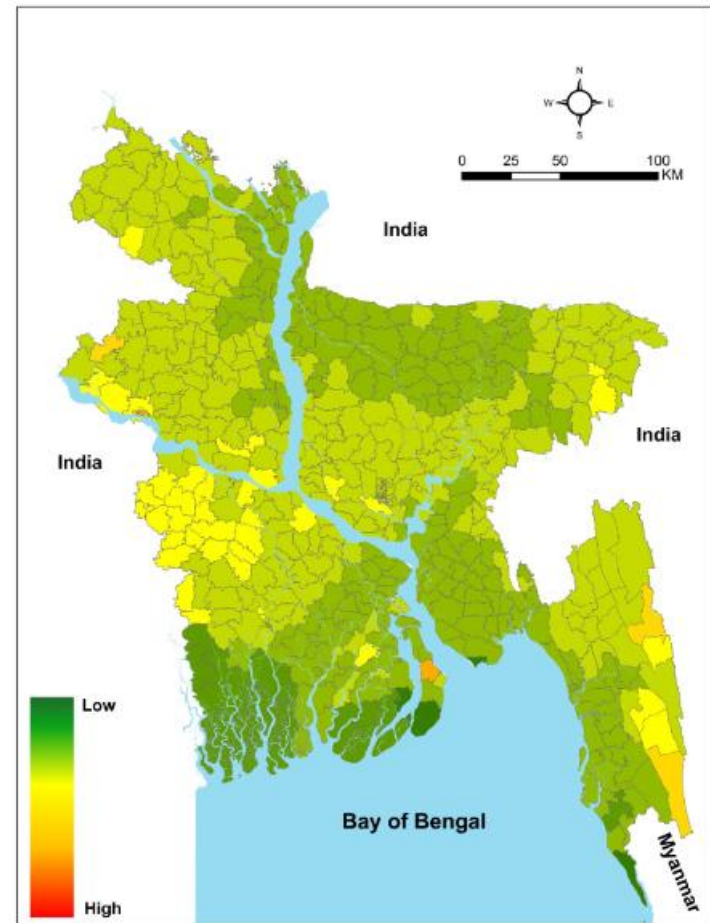 N
W E
S
0 25 50 100
KM
India
India
India
Low
High
Bay of Bengal
Myanmar